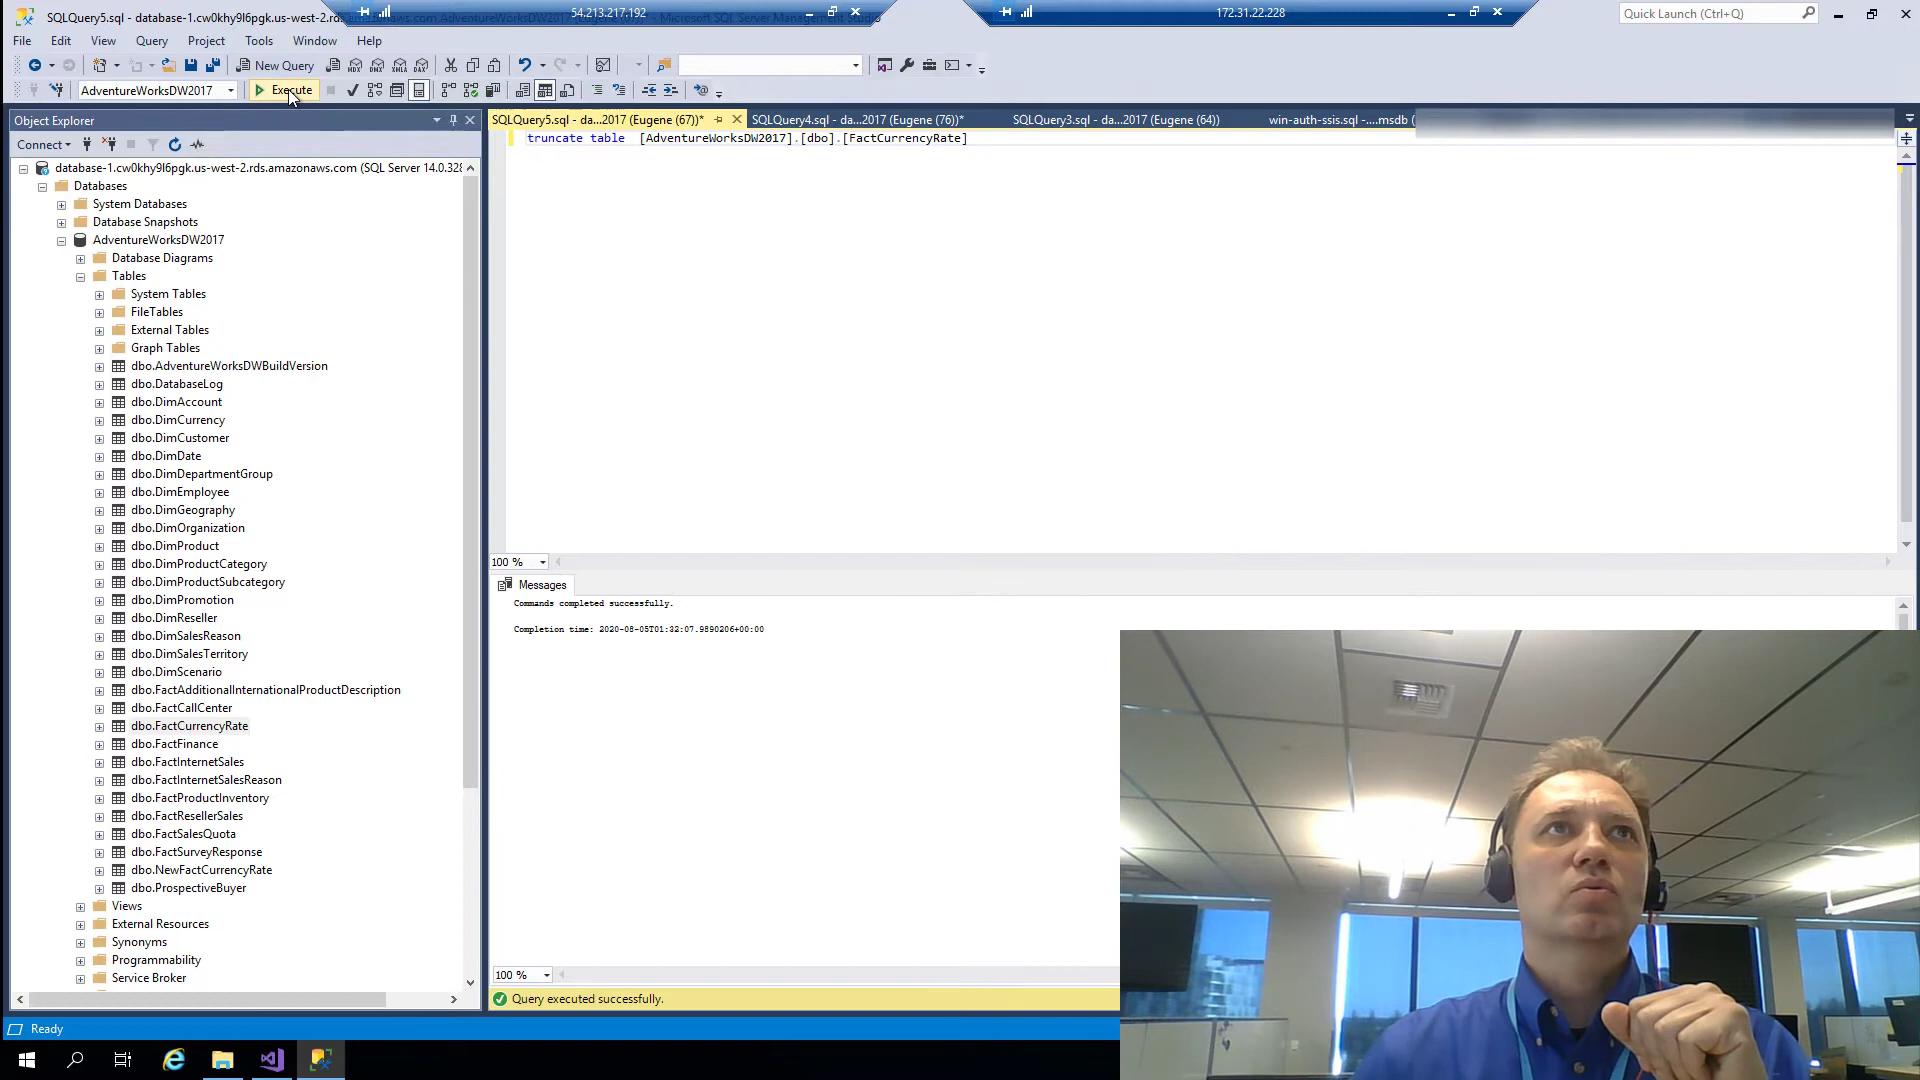 SQLQuery5.sql - database-1.cw0khy9l6pgk.us-west-2.rds.amazonaws.com.AdventureWorksDW2017
54.213.217.192
172.31.22.228
Quick Launch (Ctrl+Q)
File Edit View Query Project Tools Window Help
New Query
AdventureWorksDW2017 Execute
Object Explorer
SQLQuery5.sql - da...2017 (Eugene (67))*
SQLQuery4.sql - da...2017 (Eugene (76))*
SQLQuery3.sql - da...2017 (Eugene (64))
win-auth-ssis.sql -....msdb (
Connect
truncate table [AdventureWorksDW2017].[dbo].[FactCurrencyRate]
database-1.cw0khy9l6pgk.us-west-2.rds.amazonaws.com (SQL Server 14.0.328
Databases
System Databases
Database Snapshots
AdventureWorksDW2017
Database Diagrams
Tables
System Tables
FileTables
External Tables
Graph Tables
dbo.AdventureWorksDWBuildVersion
dbo.DatabaseLog
dbo.DimAccount
dbo.DimCurrency
dbo.DimCustomer
dbo.DimDate
dbo.DimDepartmentGroup
dbo.DimEmployee
dbo.DimGeography
dbo.DimOrganization
dbo.DimProduct
dbo.DimProductCategory
dbo.DimProductSubcategory
dbo.DimPromotion
dbo.DimReseller
dbo.DimSalesReason
dbo.DimSalesTerritory
dbo.DimScenario
dbo.FactAdditionalInternationalProductDescription
dbo.FactCallCenter
dbo.FactCurrencyRate
dbo.FactFinance
dbo.FactInternetSales
dbo.FactInternetSalesReason
dbo.FactProductInventory
dbo.FactResellerSales
dbo.FactSalesQuota
dbo.FactSurveyResponse
dbo.NewFactCurrencyRate
dbo.ProspectiveBuyer
Views
External Resources
Synonyms
Programmability
Service Broker
100 %
Messages
Commands completed successfully.
Completion time: 2020-08-05T01:32:07.9890206+00:00
100 %
Query executed successfully.
Ready